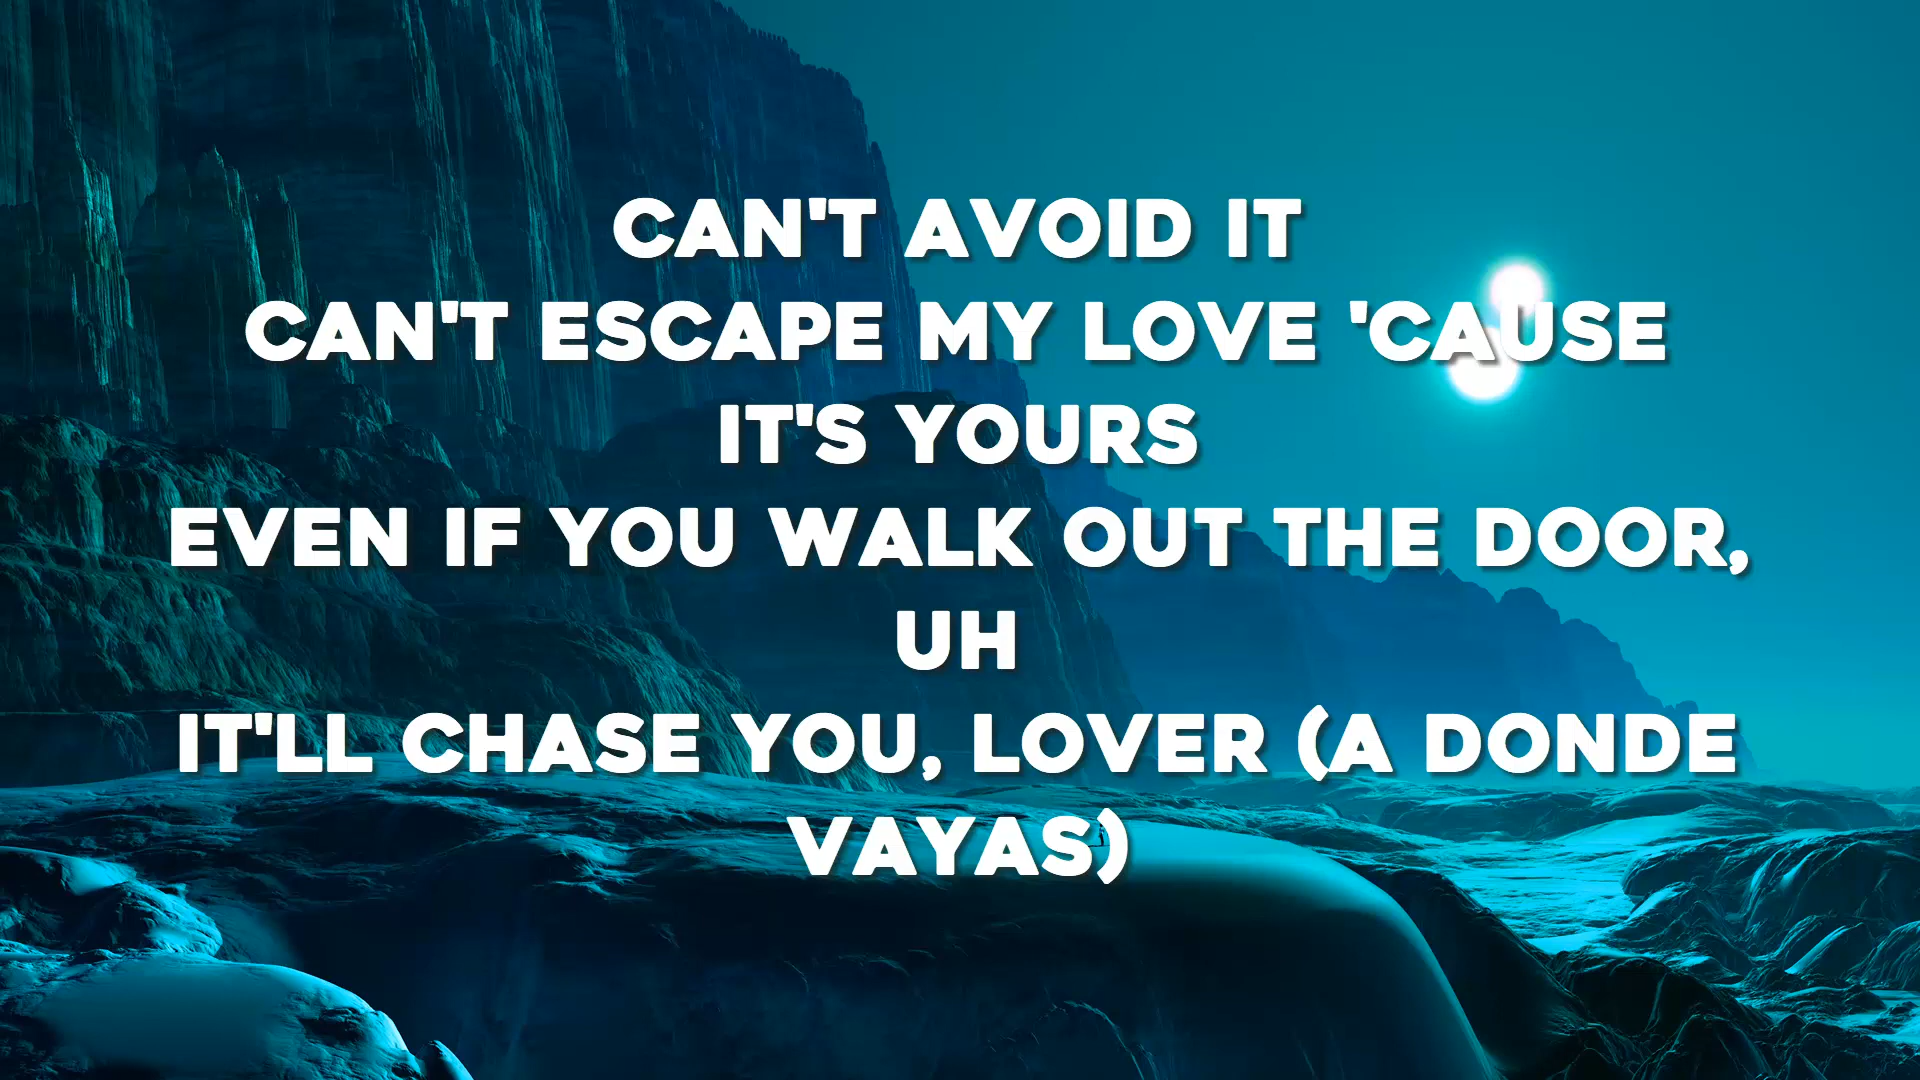 CAN'T AVOID IT
CAN'T ESCAPE MY LOVE 'CAUSE
IT'S YOURS
EVEN IF YOU WALK OUT THE DOOR,
UH
IT'LL CHASE YOU, LOVER (A DONDE
VAYAS)